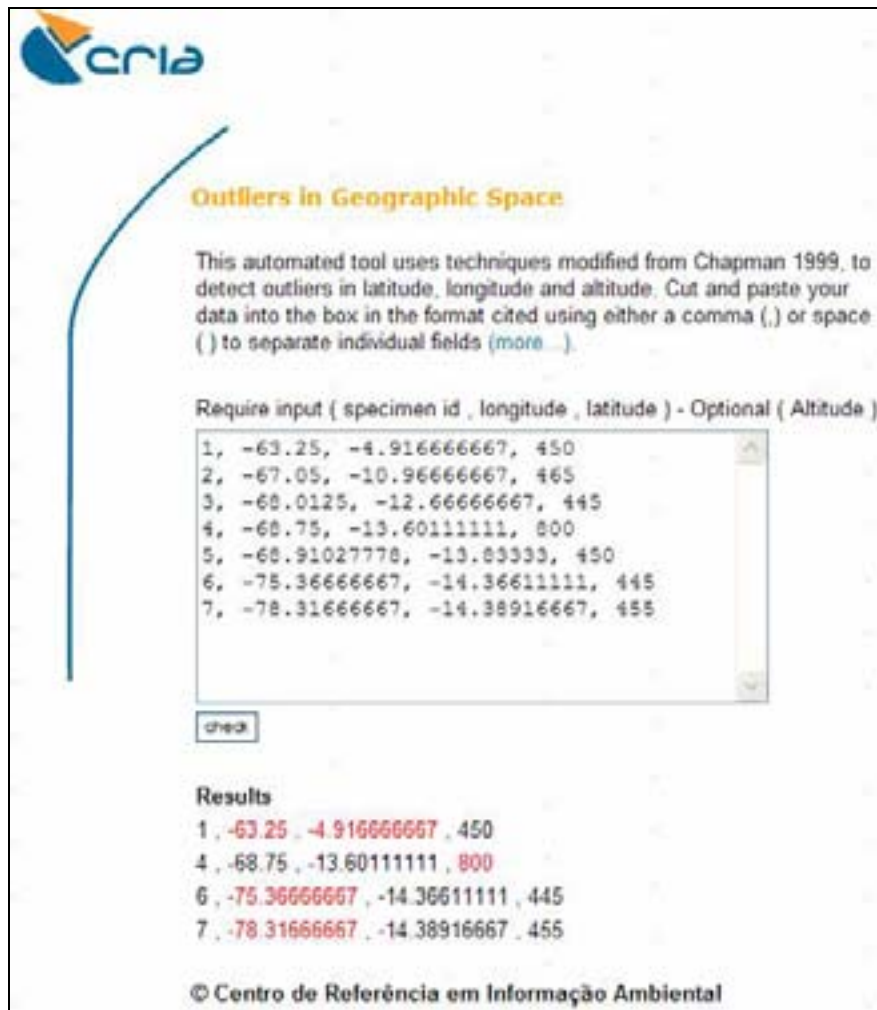 cria
Outliers in Geographic Space
This automated tool uses techniques modified from Chapman 1999, to
detect outliers in latitude, longitude and altitude. Cut and paste your
data into the box in the format cited using either a comma (,) or space
( ) to separate individual fields (more...).
Require input ( specimen id , longitude , latitude ) - Optional ( Altitude )
1, -63.25, -4.916666667, 450
2, -67.05, -10.96666667, 465
3, -68.0125, -12.66666667, 445
4, -68.75, -13.60111111, 800
5, -68.91027778, -13.83333, 450
6, -75.36666667, -14.36611111, 445
7, -78.31666667, -14.38916667, 455
check
Results
1 , -63.25 , -4.916666667 , 450
4 , -68.75 , -13.60111111 , 800
6 , -75.36666667 , -14.36611111 , 445
7 , -78.31666667 , -14.38916667 , 455
© Centro de Referência em Informação Ambiental